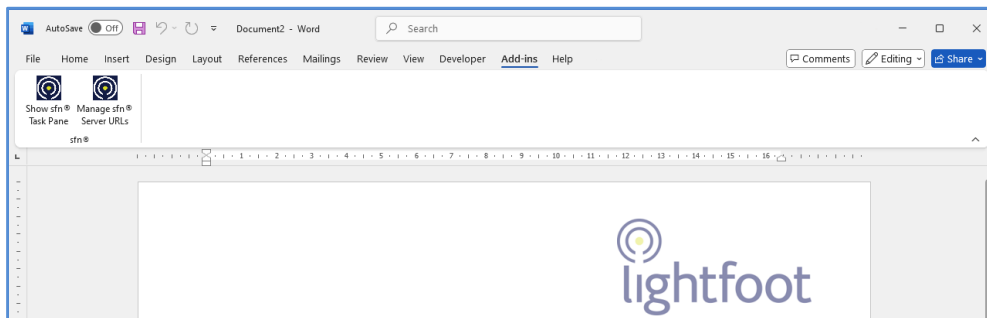 W AutoSave Off Document2 - Word Search
File Home Insert Design Layout References Mailings Review View Developer Add-ins Help Comments Editing Share
Show sfn® Manage sfn®
Task Pane Server URLs
sfn®
L 1 2 3 4 5 6 7 8 9 10 11 12 13 14 15 16
lightfoot